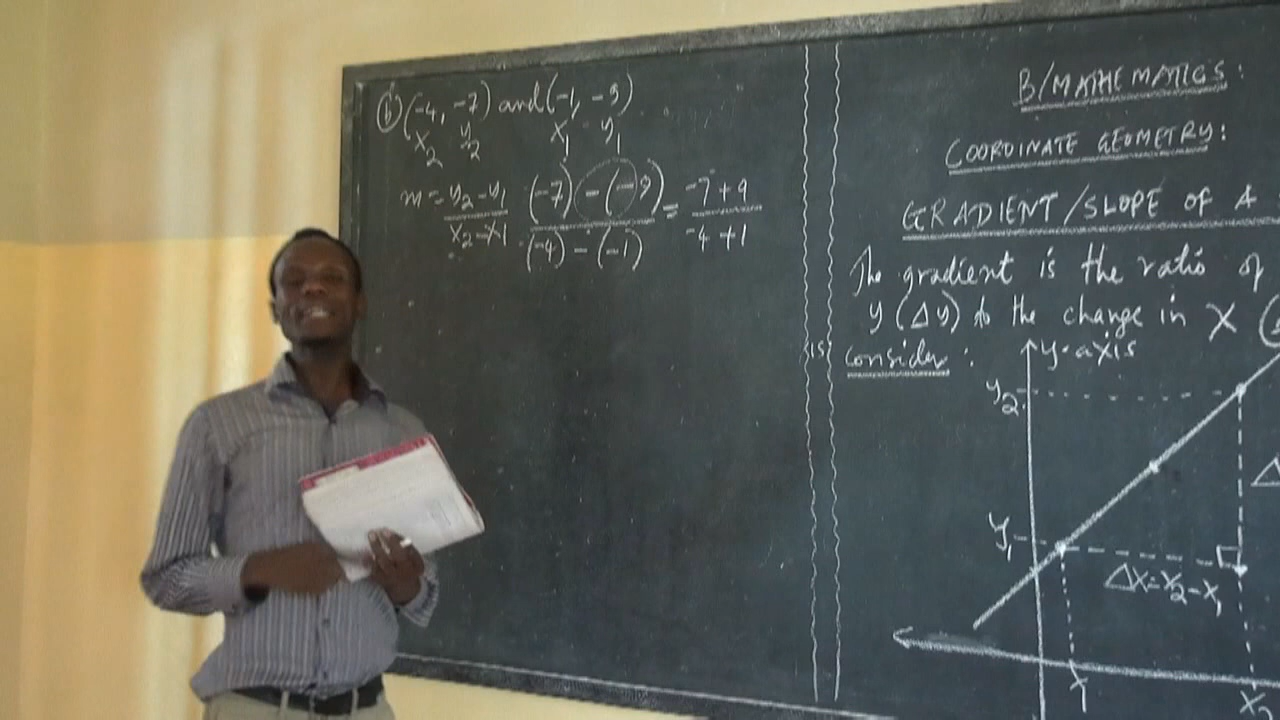 (b) (-4, -7) and (-1, -9)
x₂ y₂ x₁ y₁
m = y₂-y₁ / x₂-x₁ (-7) - (-9) / (-4) - (-1) = -7+9 / -4+1
B/MATHEMATICS:
COORDINATE GEOMETRY:
GRADIENT/SLOPE OF A
The gradient is the ratio of
y (Δy) to the change in X
Consider:
y-axis
y₂
y₁
Δx=x₂-x₁
x₂